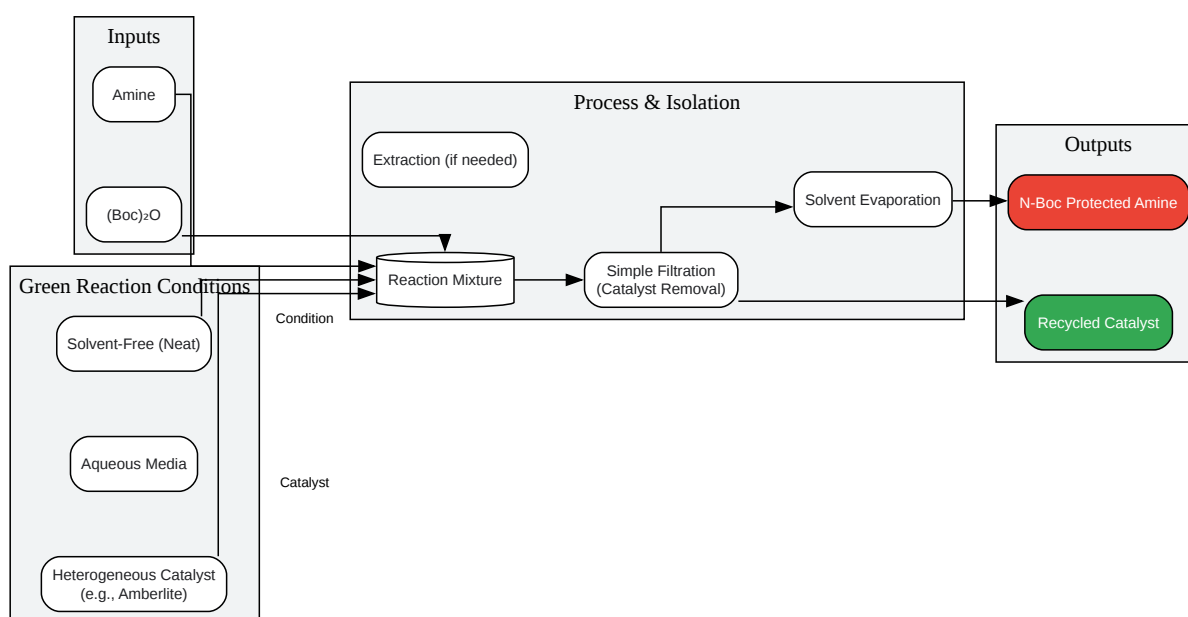 Inputs
Amine
(Boc)₂O
Green Reaction Conditions
Solvent-Free (Neat)
Aqueous Media
Heterogeneous Catalyst
(e.g., Amberlite)
Condition
Catalyst
Process & Isolation
Extraction (if needed)
Reaction Mixture
Simple Filtration
(Catalyst Removal)
Solvent Evaporation
Outputs
N-Boc Protected Amine
Recycled Catalyst